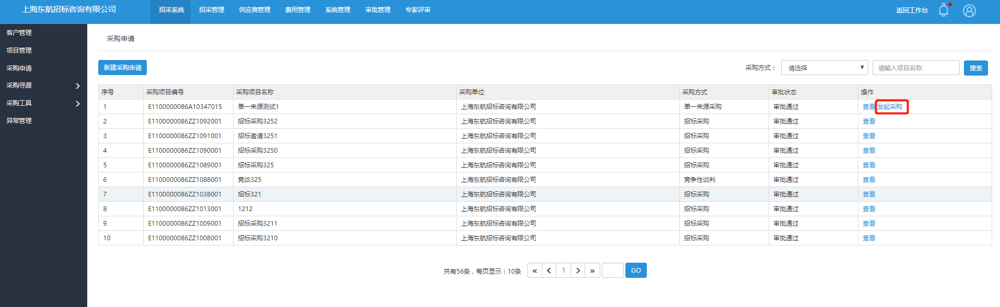 上海东航招标咨询有限公司 招采系统 招采管理 供应商管理 费用管理 系统管理 审批管理 专家评审 返回工作台
客户管理
项目管理
采购申请
采购寻源
采购工具
异常管理
采购申请
新建采购申请 采购方式： 请选择 请输入项目名称 搜索
序号 采购项目编号 采购项目名称 采购单位 采购方式 审批状态 操作
1 E1100000086A10347015 单一来源测试1 上海东航招标咨询有限公司 单一来源采购 审批通过 查看 发起采购
2 E1100000086ZZ1092001 招标采购3252 上海东航招标咨询有限公司 招标采购 审批通过 查看
3 E1100000086ZZ1091001 招标邀请3251 上海东航招标咨询有限公司 招标采购 审批通过 查看
4 E1100000086ZZ1090001 招标采购3250 上海东航招标咨询有限公司 招标采购 审批通过 查看
5 E1100000086ZZ1089001 招标采购325 上海东航招标咨询有限公司 招标采购 审批通过 查看
6 E1100000086ZZ1088001 竞谈325 上海东航招标咨询有限公司 竞争性谈判 审批通过 查看
7 E1100000086ZZ1038001 招标321 上海东航招标咨询有限公司 招标采购 审批通过 查看
8 E1100000086ZZ1013001 1212 上海东航招标咨询有限公司 招标采购 审批通过 查看
9 E1100000086ZZ1009001 招标采购3211 上海东航招标咨询有限公司 招标采购 审批通过 查看
10 E1100000086ZZ1008001 招标采购3210 上海东航招标咨询有限公司 招标采购 审批通过 查看
共有56条，每页显示：10条 « < 1 > » GO